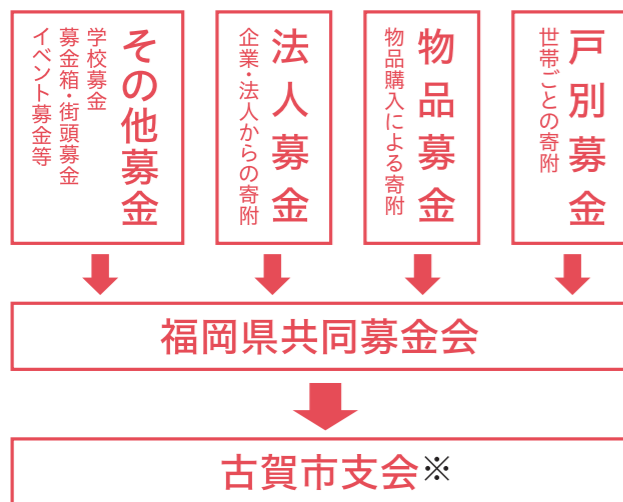 戸別募金
世帯ごとの寄附
物品募金
物品購入による寄附
法人募金
企業・法人からの寄附
その他募金
学校募金
募金箱・街頭募金
イベント募金等
福岡県共同募金会
古賀市支会※